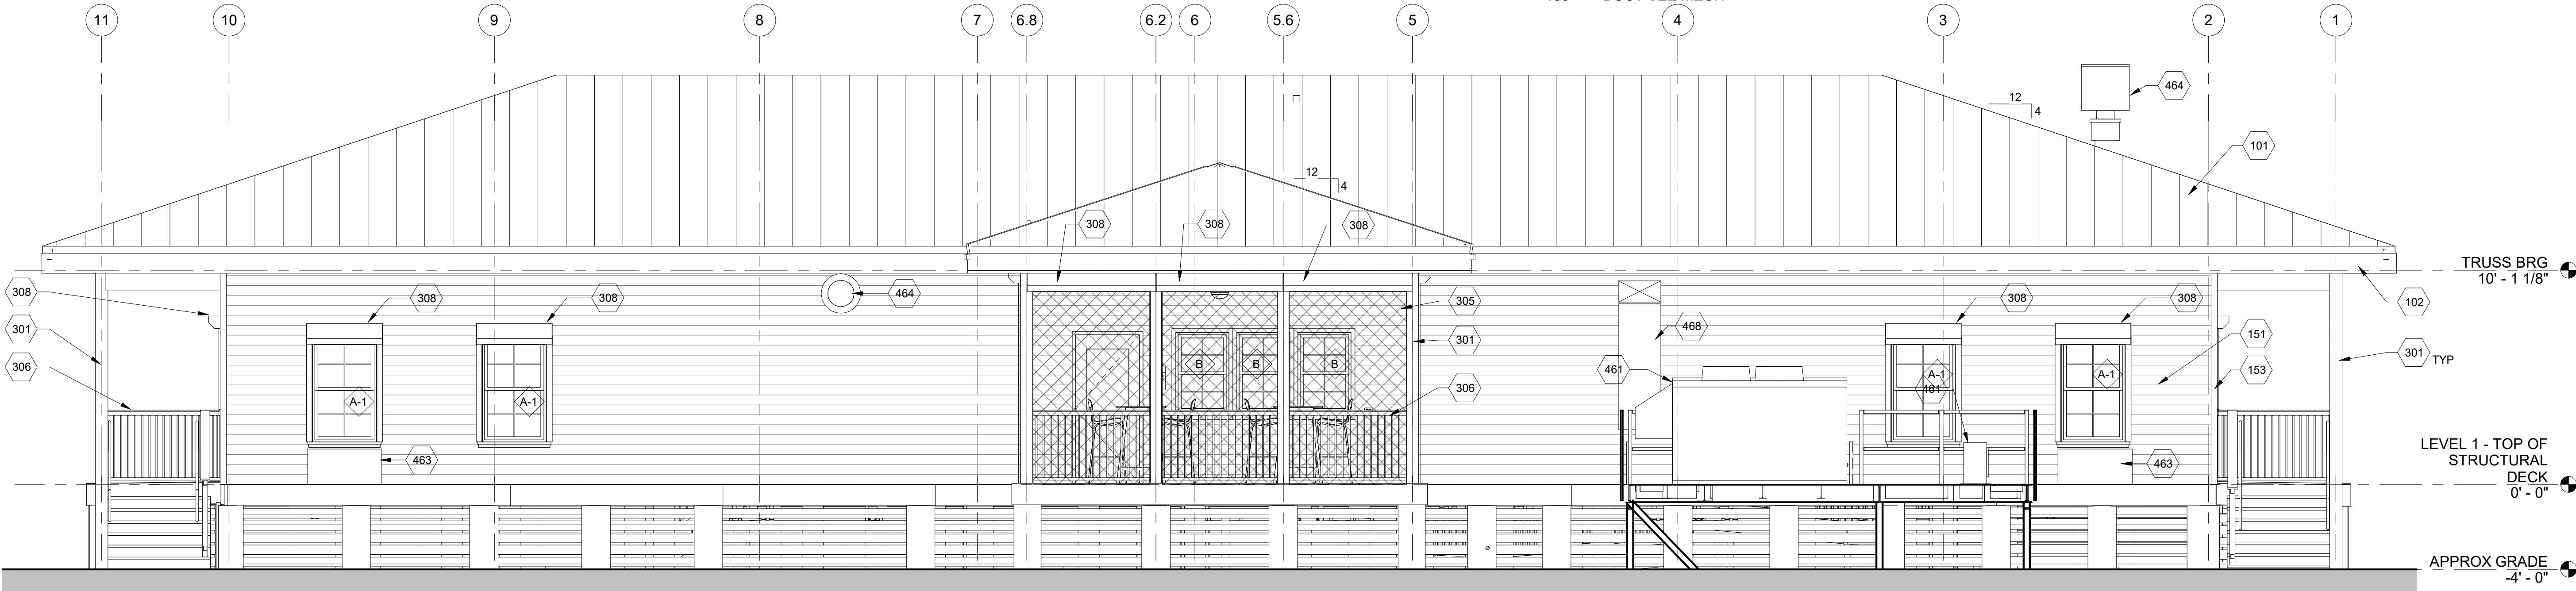 11 10 9 8 7 6.8 6.2 6 5.6 5 4 3 2 1
12
4
464
101
12
4
308 308 308
TRUSS BRG
10' - 1 1/8"
308 308 308 464 305 468 308 308 102
301 301 151
301 TYP
306 B B B 306 461 A-1 461 A-1 153
A-1 A-1
463 463
LEVEL 1 - TOP OF
STRUCTURAL
DECK
0' - 0"
APPROX GRADE
-4' - 0"